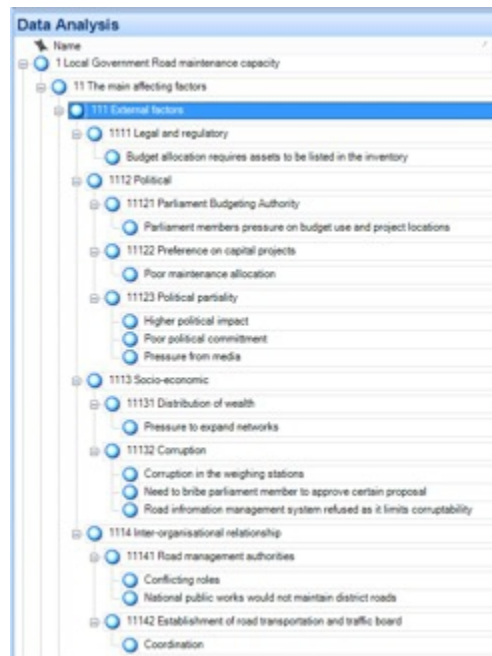 Data Analysis
Name
1 Local Government Road maintenance capacity
11 The main affecting factors
111 External factors
1111 Legal and regulatory
Budget allocation requires assets to be listed in the inventory
1112 Political
11121 Parliament Budgeting Authority
Parliament members pressure on budget use and project locations
11122 Preference on capital projects
Poor maintenance allocation
11123 Political partiality
Higher political impact
Poor political committment
Pressure from media
1113 Socio-economic
11131 Distribution of wealth
Pressure to expand networks
11132 Corruption
Corruption in the weighing stations
Need to bribe parliament member to approve certain proposal
Road infromation management system refused as it limits corruptability
1114 Inter-organisational relationship
11141 Road management authorities
Conflicting roles
National public works would not maintain district roads
11142 Establishment of road transportation and traffic board
Coordination